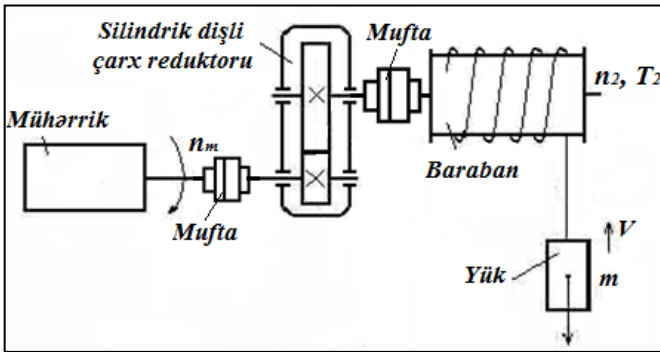 Silindrik dişli
çarx reduktoru
Mufta
n₂, T₂
Mühərrik
nₘ
Mufta
Baraban
V
Yük
m